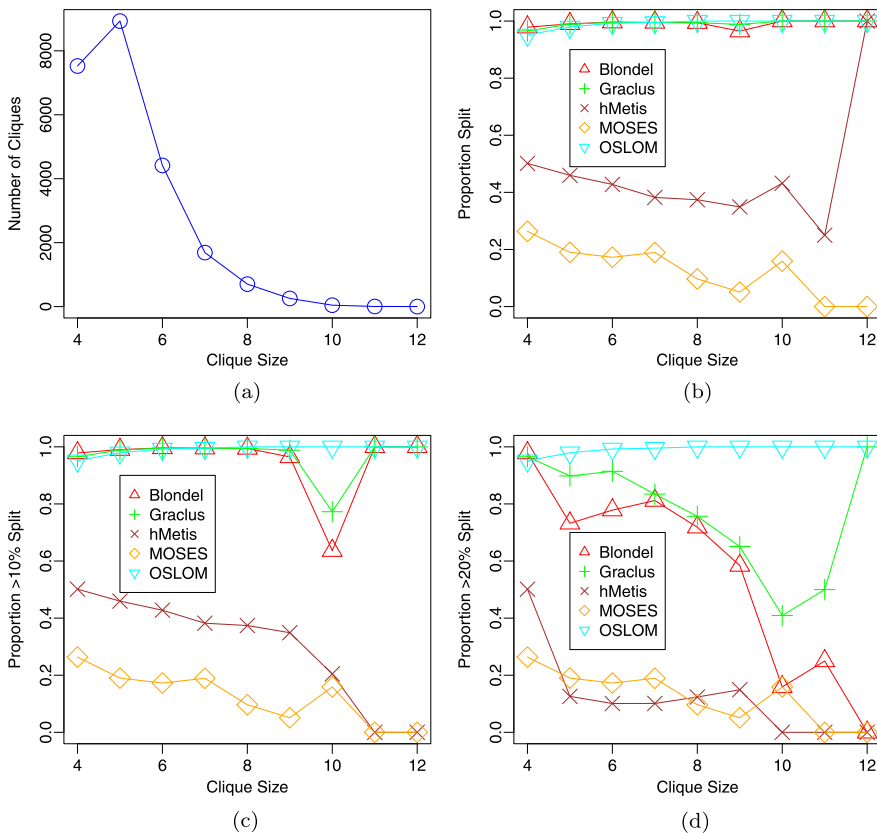 Number of Cliques
0 2000 4000 6000 8000
4 6 8 10 12
Clique Size
(a)
Proportion Split
0.0 0.2 0.4 0.6 0.8 1.0
Blondel
Graclus
hMetis
MOSES
OSLOM
4 6 8 10 12
Clique Size
(b)
Proportion >10% Split
0.0 0.2 0.4 0.6 0.8 1.0
Blondel
Graclus
hMetis
MOSES
OSLOM
4 6 8 10 12
Clique Size
(c)
Proportion >20% Split
0.0 0.2 0.4 0.6 0.8 1.0
Blondel
Graclus
hMetis
MOSES
OSLOM
4 6 8 10 12
Clique Size
(d)